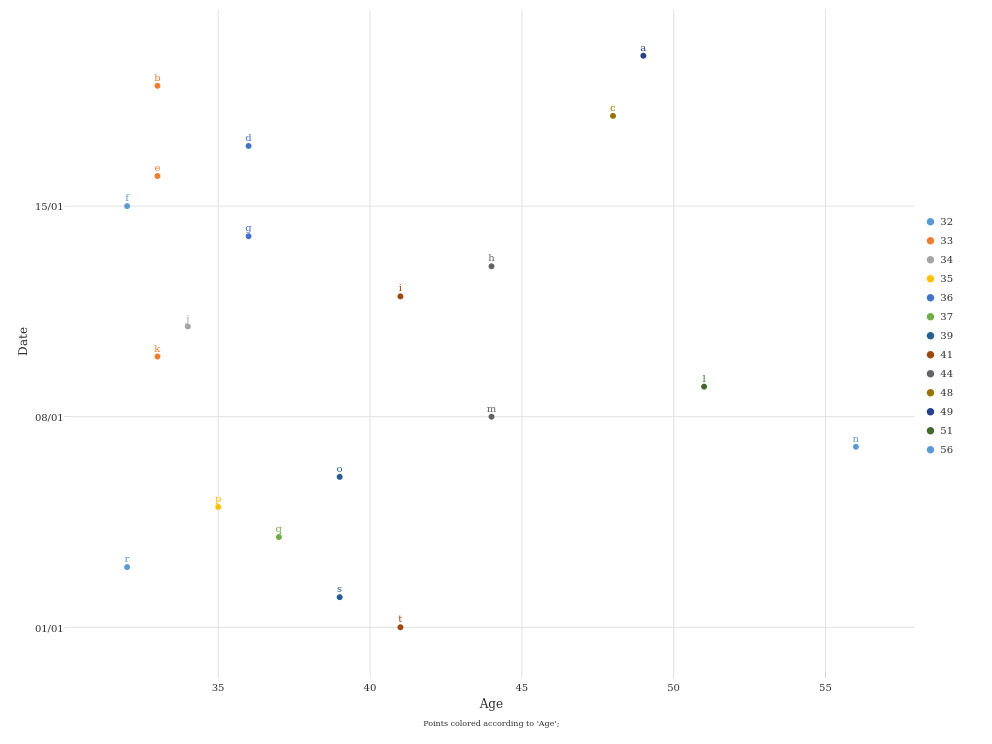 a
b
c
d
e
f
15/01
g
32
33
h
34
35
i
36
j
37
Date
39
k
41
44
l
48
m
08/01
49
51
n
56
o
p
q
r
s
t
01/01
35 40 45 50 55
Age
Points colored according to 'Age';